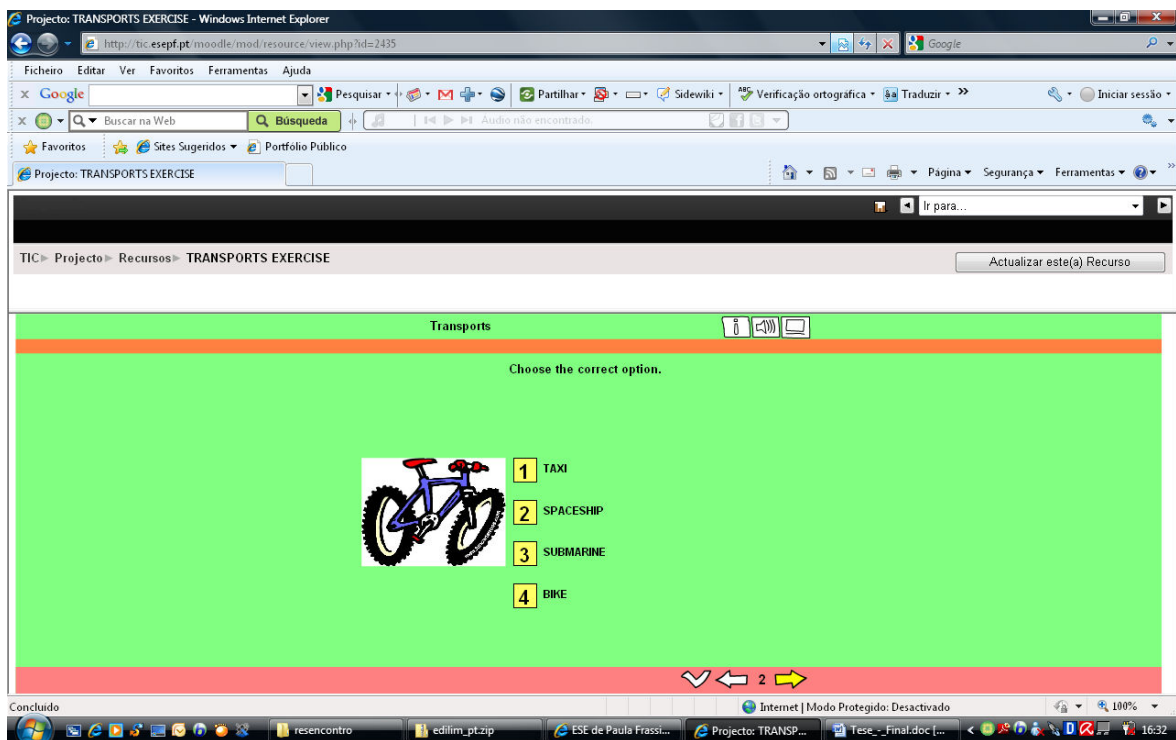 Projecto: TRANSPORTS EXERCISE - Windows Internet Explorer
http://tic.esepf.pt/moodle/mod/resource/view.php?id=2435
Google
Ficheiro Editar Ver Favoritos Ferramentas Ajuda
x Google Pesquisar Partilhar Sidewiki ABC Verificação ortográfica Traduzir Iniciar sessão
x Buscar na Web Búsqueda Audio não encontrado.
Favoritos Sites Sugeridos Portfólio Público
Projecto: TRANSPORTS EXERCISE Página Segurança Ferramentas
Ir para...
TIC Projecto Recursos TRANSPORTS EXERCISE Actualizar este(a) Recurso
Transports
Choose the correct option.
1 TAXI
2 SPACESHIP
3 SUBMARINE
4 BIKE
2
Concluído Internet | Modo Protegido: Desactivado 100%
resencontro edilim_pt.zip ESE de Paula Frassi... Projecto: TRANSP... Tese_-_Final.doc [... 16:32